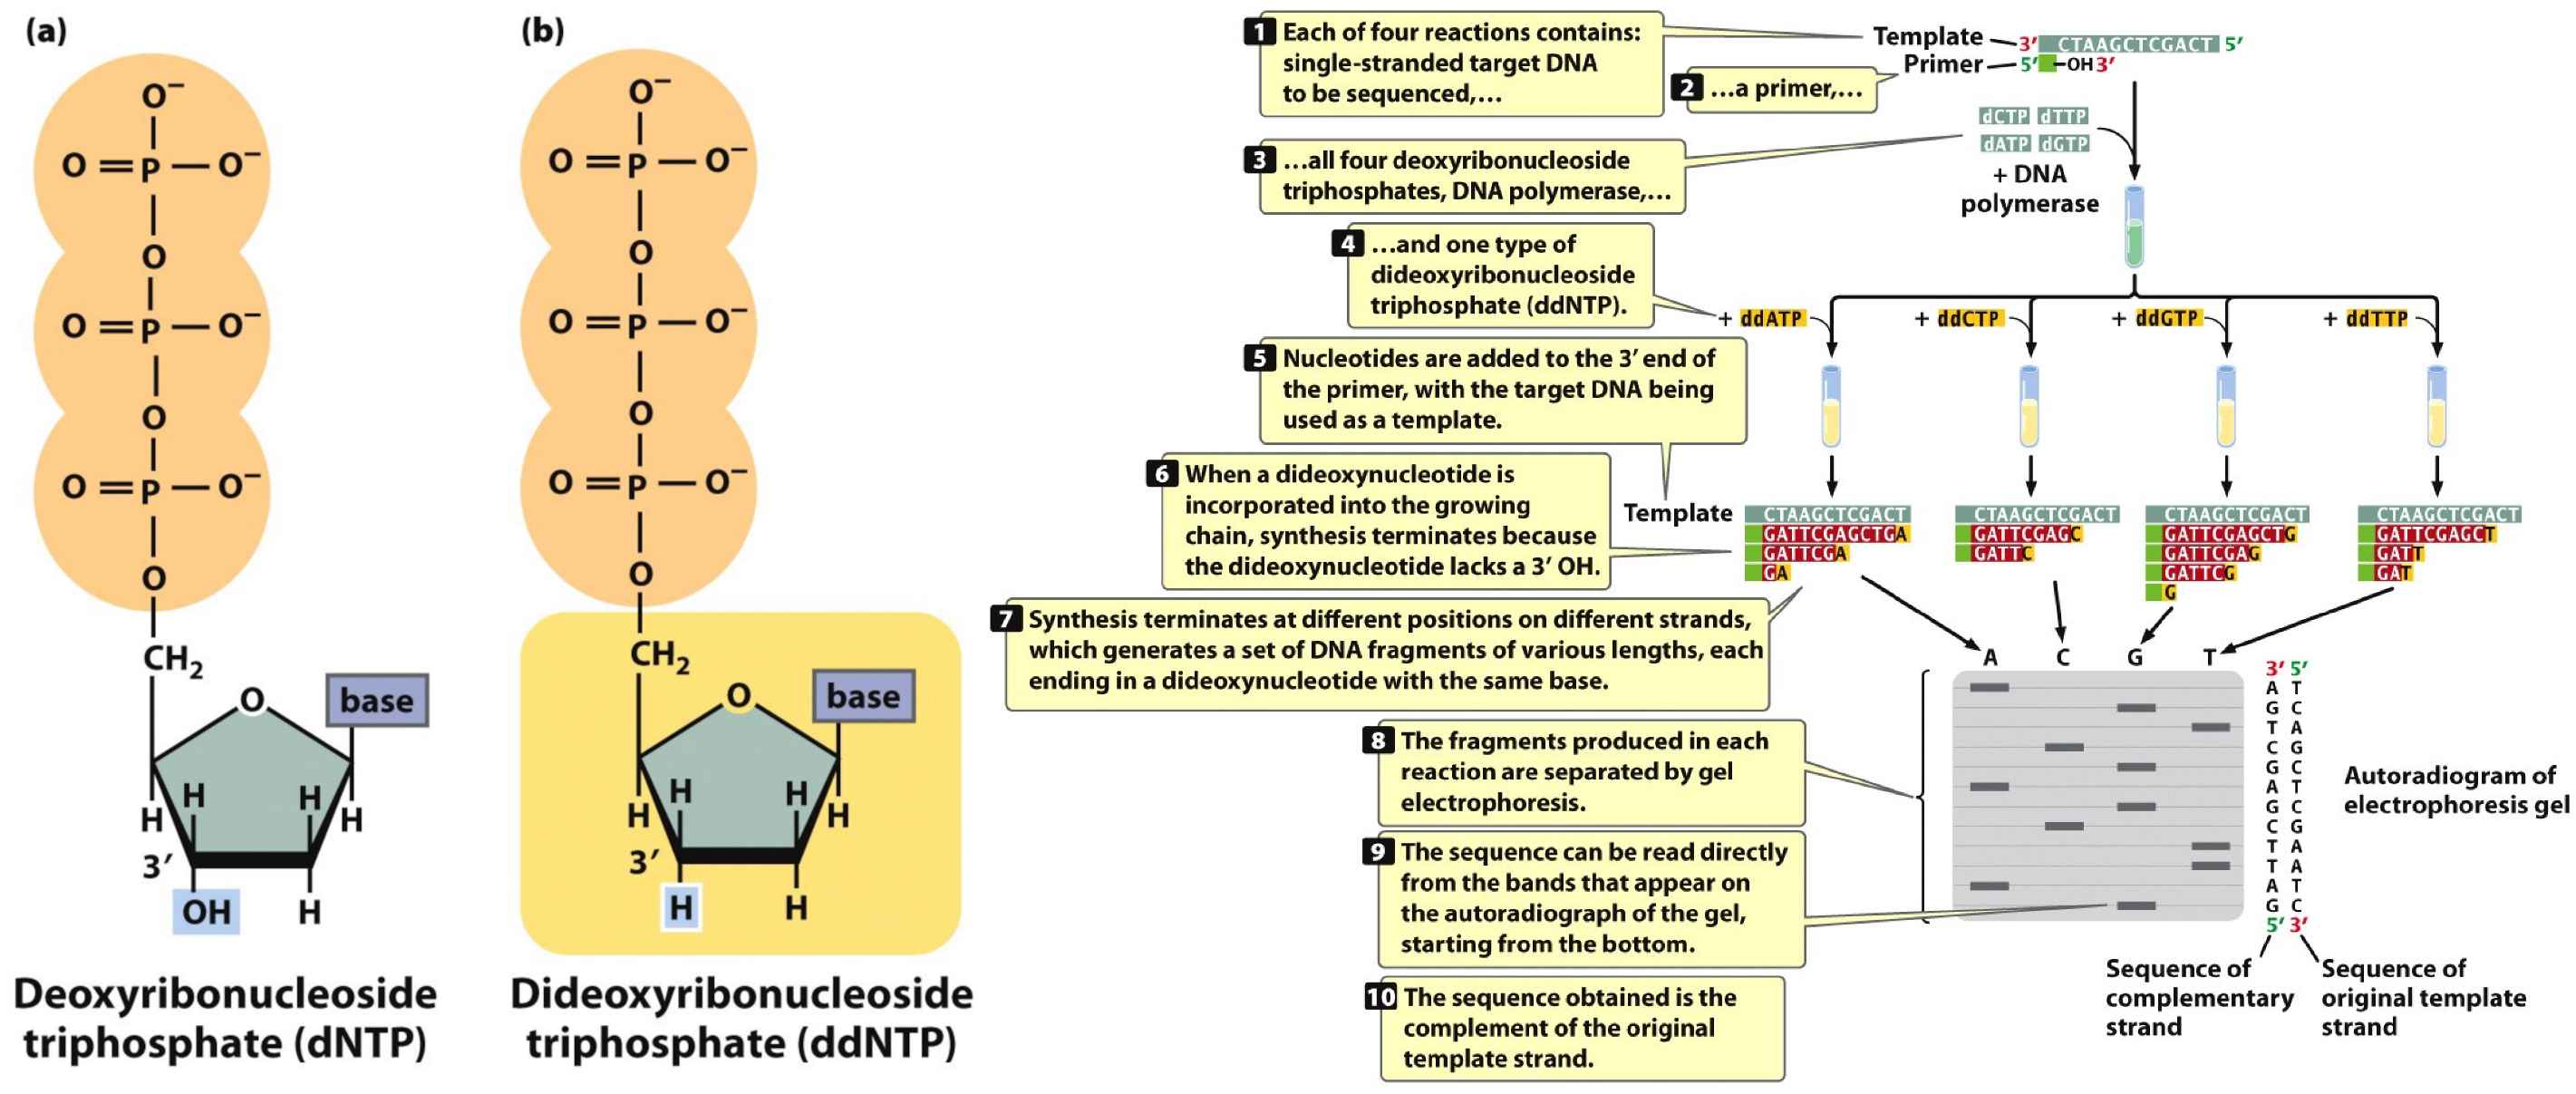 (a)
O⁻
O=P—O⁻
O
O=P—O⁻
O
O=P—O⁻
O
CH₂
O
base
H
H
H
H
3′
OH
H
Deoxyribonucleoside
triphosphate (dNTP)
(b)
O⁻
O=P—O⁻
O
O=P—O⁻
O
O=P—O⁻
O
CH₂
O
base
H
H
H
H
3′
H
H
Dideoxyribonucleoside
triphosphate (ddNTP)
1 Each of four reactions contains:
single-stranded target DNA
to be sequenced,…
2 …a primer,…
3 …all four deoxyribonucleoside
triphosphates, DNA polymerase,…
4 …and one type of
dideoxyribonucleoside
triphosphate (ddNTP).
5 Nucleotides are added to the 3′ end of
the primer, with the target DNA being
used as a template.
6 When a dideoxynucleotide is
incorporated into the growing
chain, synthesis terminates because
the dideoxynucleotide lacks a 3′ OH.
7 Synthesis terminates at different positions on different strands,
which generates a set of DNA fragments of various lengths, each
ending in a dideoxynucleotide with the same base.
8 The fragments produced in each
reaction are separated by gel
electrophoresis.
9 The sequence can be read directly
from the bands that appear on
the autoradiograph of the gel,
starting from the bottom.
10 The sequence obtained is the
complement of the original
template strand.
Template 3′ CTAAGCTCGACT 5′
Primer 5′ —OH 3′
dCTP dTTP
dATP dGTP
+ DNA
polymerase
+ ddATP
+ ddCTP
+ ddGTP
+ ddTTP
Template
CTAAGCTCGACT
GATTCGAGCTGA
GATTCGA
GA
CTAAGCTCGACT
GATTCGAGC
GATTC
CTAAGCTCGACT
GATTCGAGCTG
GATTCGAG
GATTCG
G
CTAAGCTCGACT
GATTCGAGCT
GATT
GAT
A C G T
3′ 5′
A T
G C
T A
C G
G C
A T
G C
C G
T A
T A
A T
G C
5′ 3′
Autoradiogram of
electrophoresis gel
Sequence of
complementary
strand
Sequence of
original template
strand